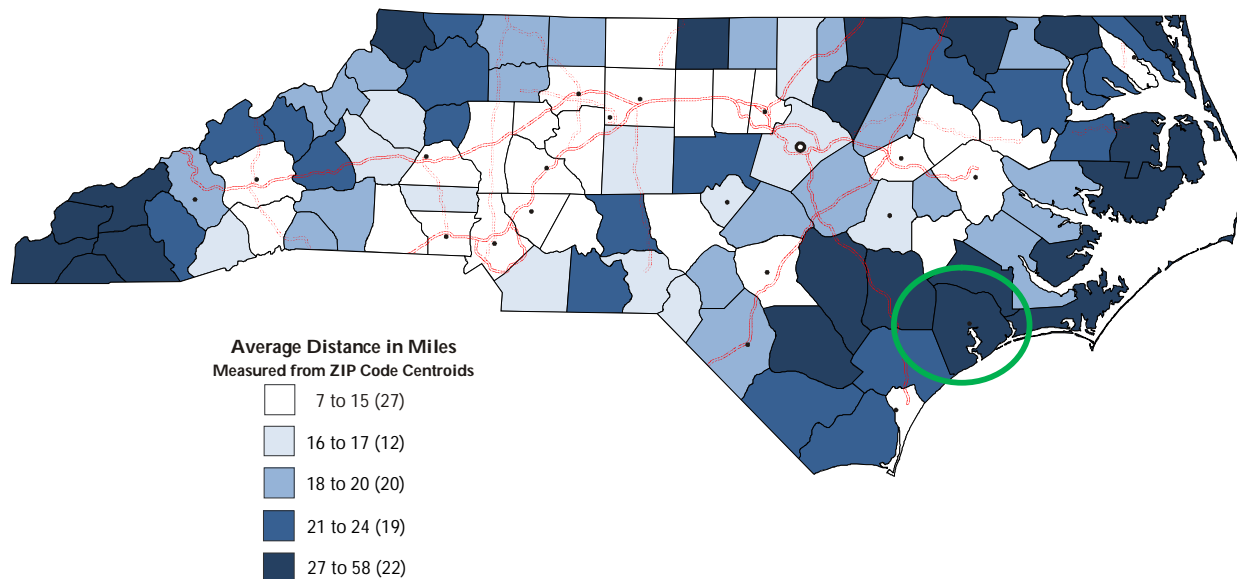 Average Distance in Miles
Measured from ZIP Code Centroids
7 to 15 (27)
16 to 17 (12)
18 to 20 (20)
21 to 24 (19)
27 to 58 (22)